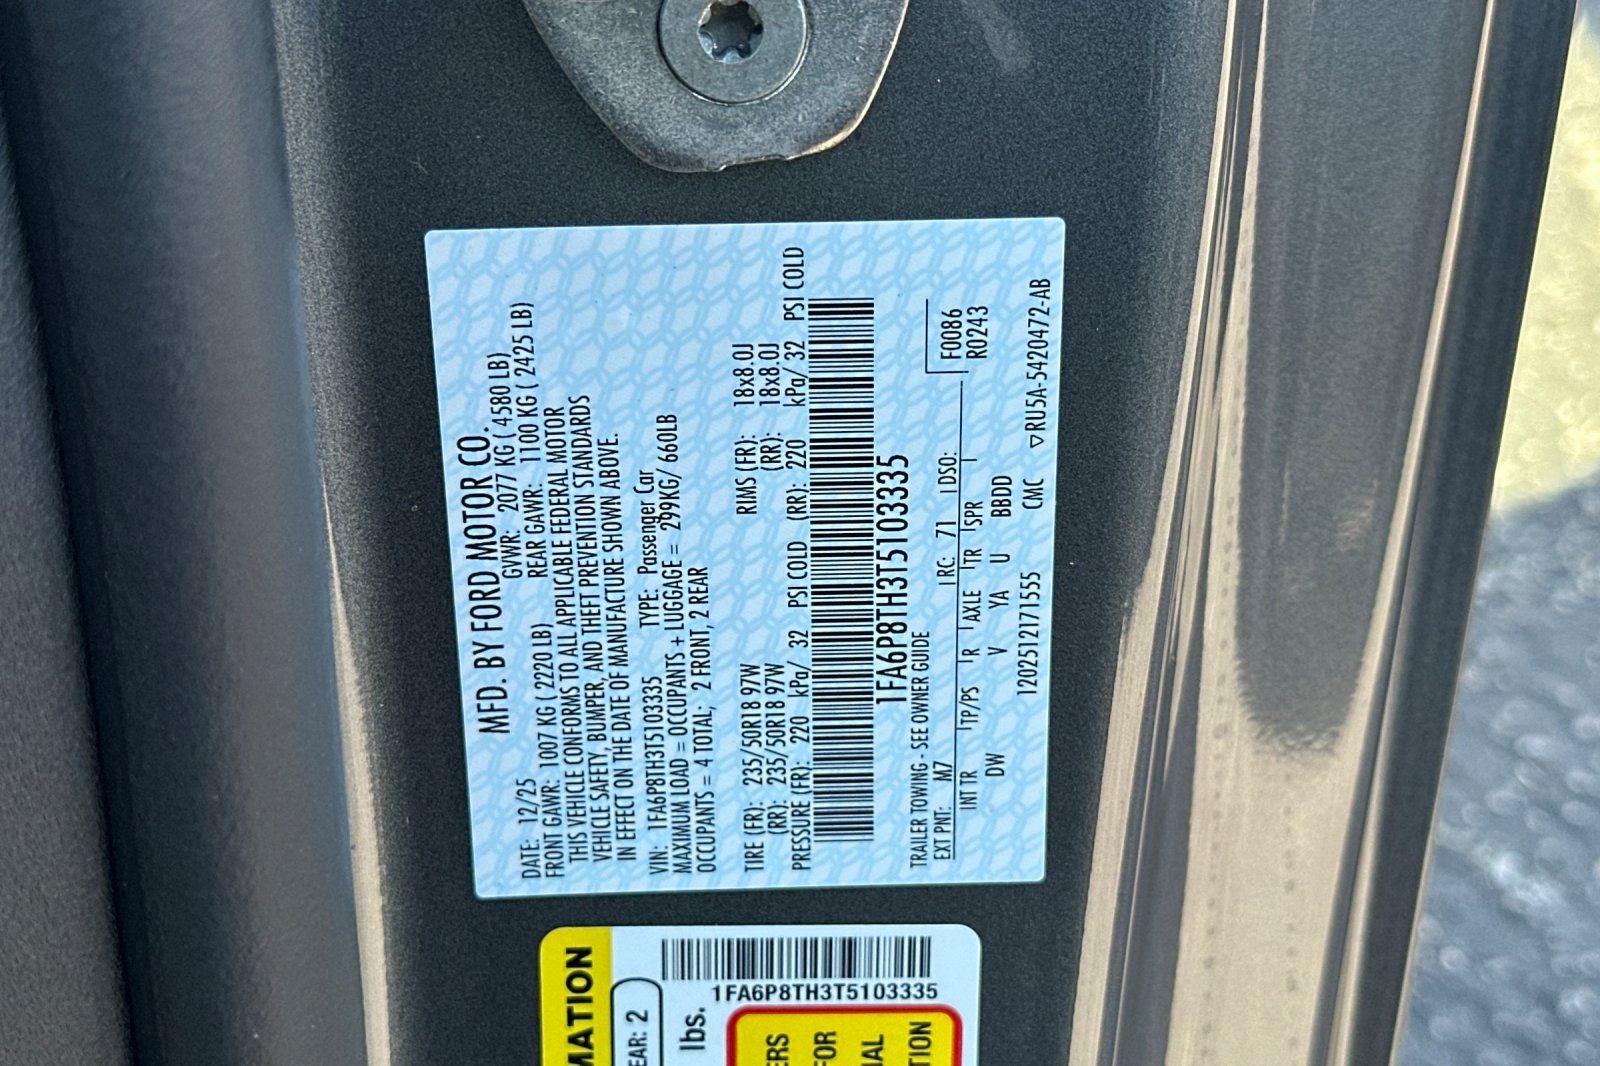 MFD. BY FORD MOTOR CO.
DATE: 12/25 GVWR: 2077 KG ( 4580 LB)
FRONT GAWR: 1007 KG ( 2220 LB) REAR GAWR: 1100 KG ( 2425 LB)
THIS VEHICLE CONFORMS TO ALL APPLICABLE FEDERAL MOTOR
VEHICLE SAFETY, BUMPER, AND THEFT PREVENTION STANDARDS
IN EFFECT ON THE DATE OF MANUFACTURE SHOWN ABOVE.
VIN: 1FA6P8TH3T5103335 TYPE: Passenger Car
MAXIMUM LOAD = OCCUPANTS + LUGGAGE = 299KG/ 660LB
OCCUPANTS = 4 TOTAL; 2 FRONT, 2 REAR
TIRE (FR): 235/50R18 97W RIMS (FR): 18x8.0J
(RR): 235/50R18 97W (RR): 18x8.0J
PRESSURE (FR): 220 kPa/ 32 PSI COLD (RR): 220 kPa/ 32 PSI COLD
1FA6P8TH3T5103335
TRAILER TOWING - SEE OWNER GUIDE
F0086
EXT PNT: M7 RC: 71 DSO: R0243
INT TR TP/PS R AXLE TR SPR
DW V YA U BBDD
1202512171555 CMC ▽RU5A-5420472-AB
MATION
EAR: 2
1FA6P8TH3T5103335
lbs.
ERS
FOR
IAL
TION